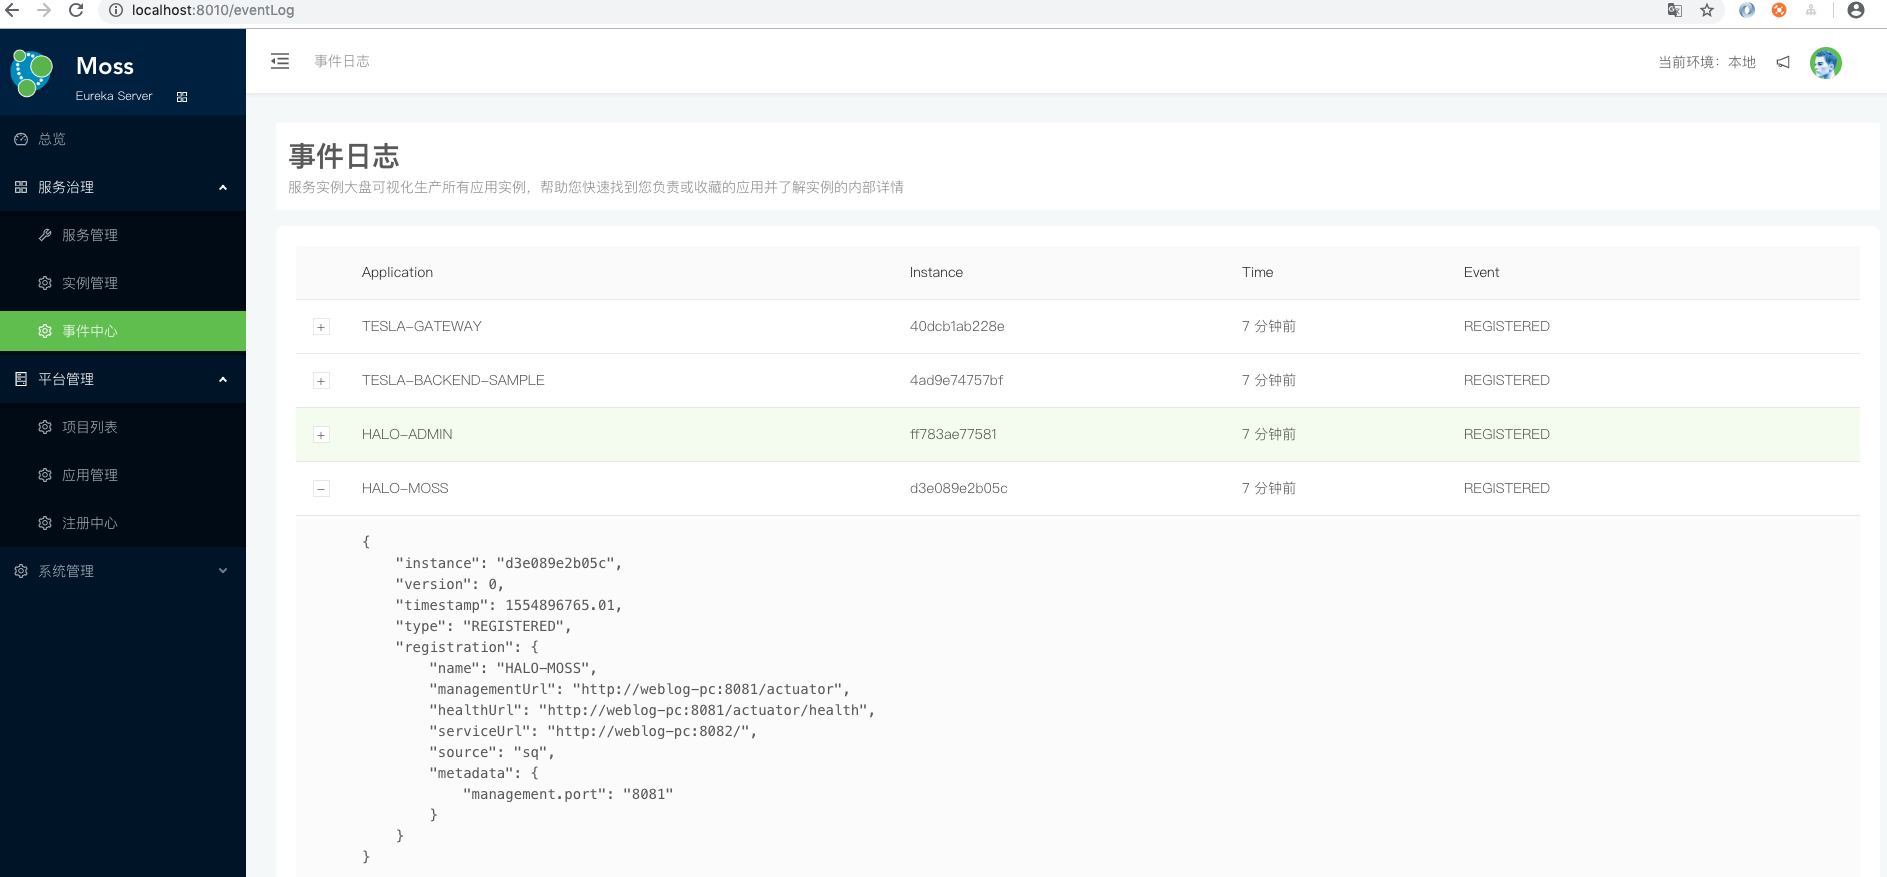 localhost:8010/eventLog
Moss
Eureka Server
事件日志
当前环境：本地
总览
服务治理
服务管理
实例管理
事件中心
平台管理
项目列表
应用管理
注册中心
系统管理
事件日志
服务实例大盘可视化生产所有应用实例，帮助您快速找到您负责或收藏的应用并了解实例的内部详情
Application Instance Time Event
+ TESLA-GATEWAY 40dcb1ab228e 7 分钟前 REGISTERED
+ TESLA-BACKEND-SAMPLE 4ad9e74757bf 7 分钟前 REGISTERED
+ HALO-ADMIN ff783ae77581 7 分钟前 REGISTERED
− HALO-MOSS d3e089e2b05c 7 分钟前 REGISTERED
{
    "instance": "d3e089e2b05c",
    "version": 0,
    "timestamp": 1554896765.01,
    "type": "REGISTERED",
    "registration": {
        "name": "HALO-MOSS",
        "managementUrl": "http://weblog-pc:8081/actuator",
        "healthUrl": "http://weblog-pc:8081/actuator/health",
        "serviceUrl": "http://weblog-pc:8082/",
        "source": "sq",
        "metadata": {
            "management.port": "8081"
        }
    }
}